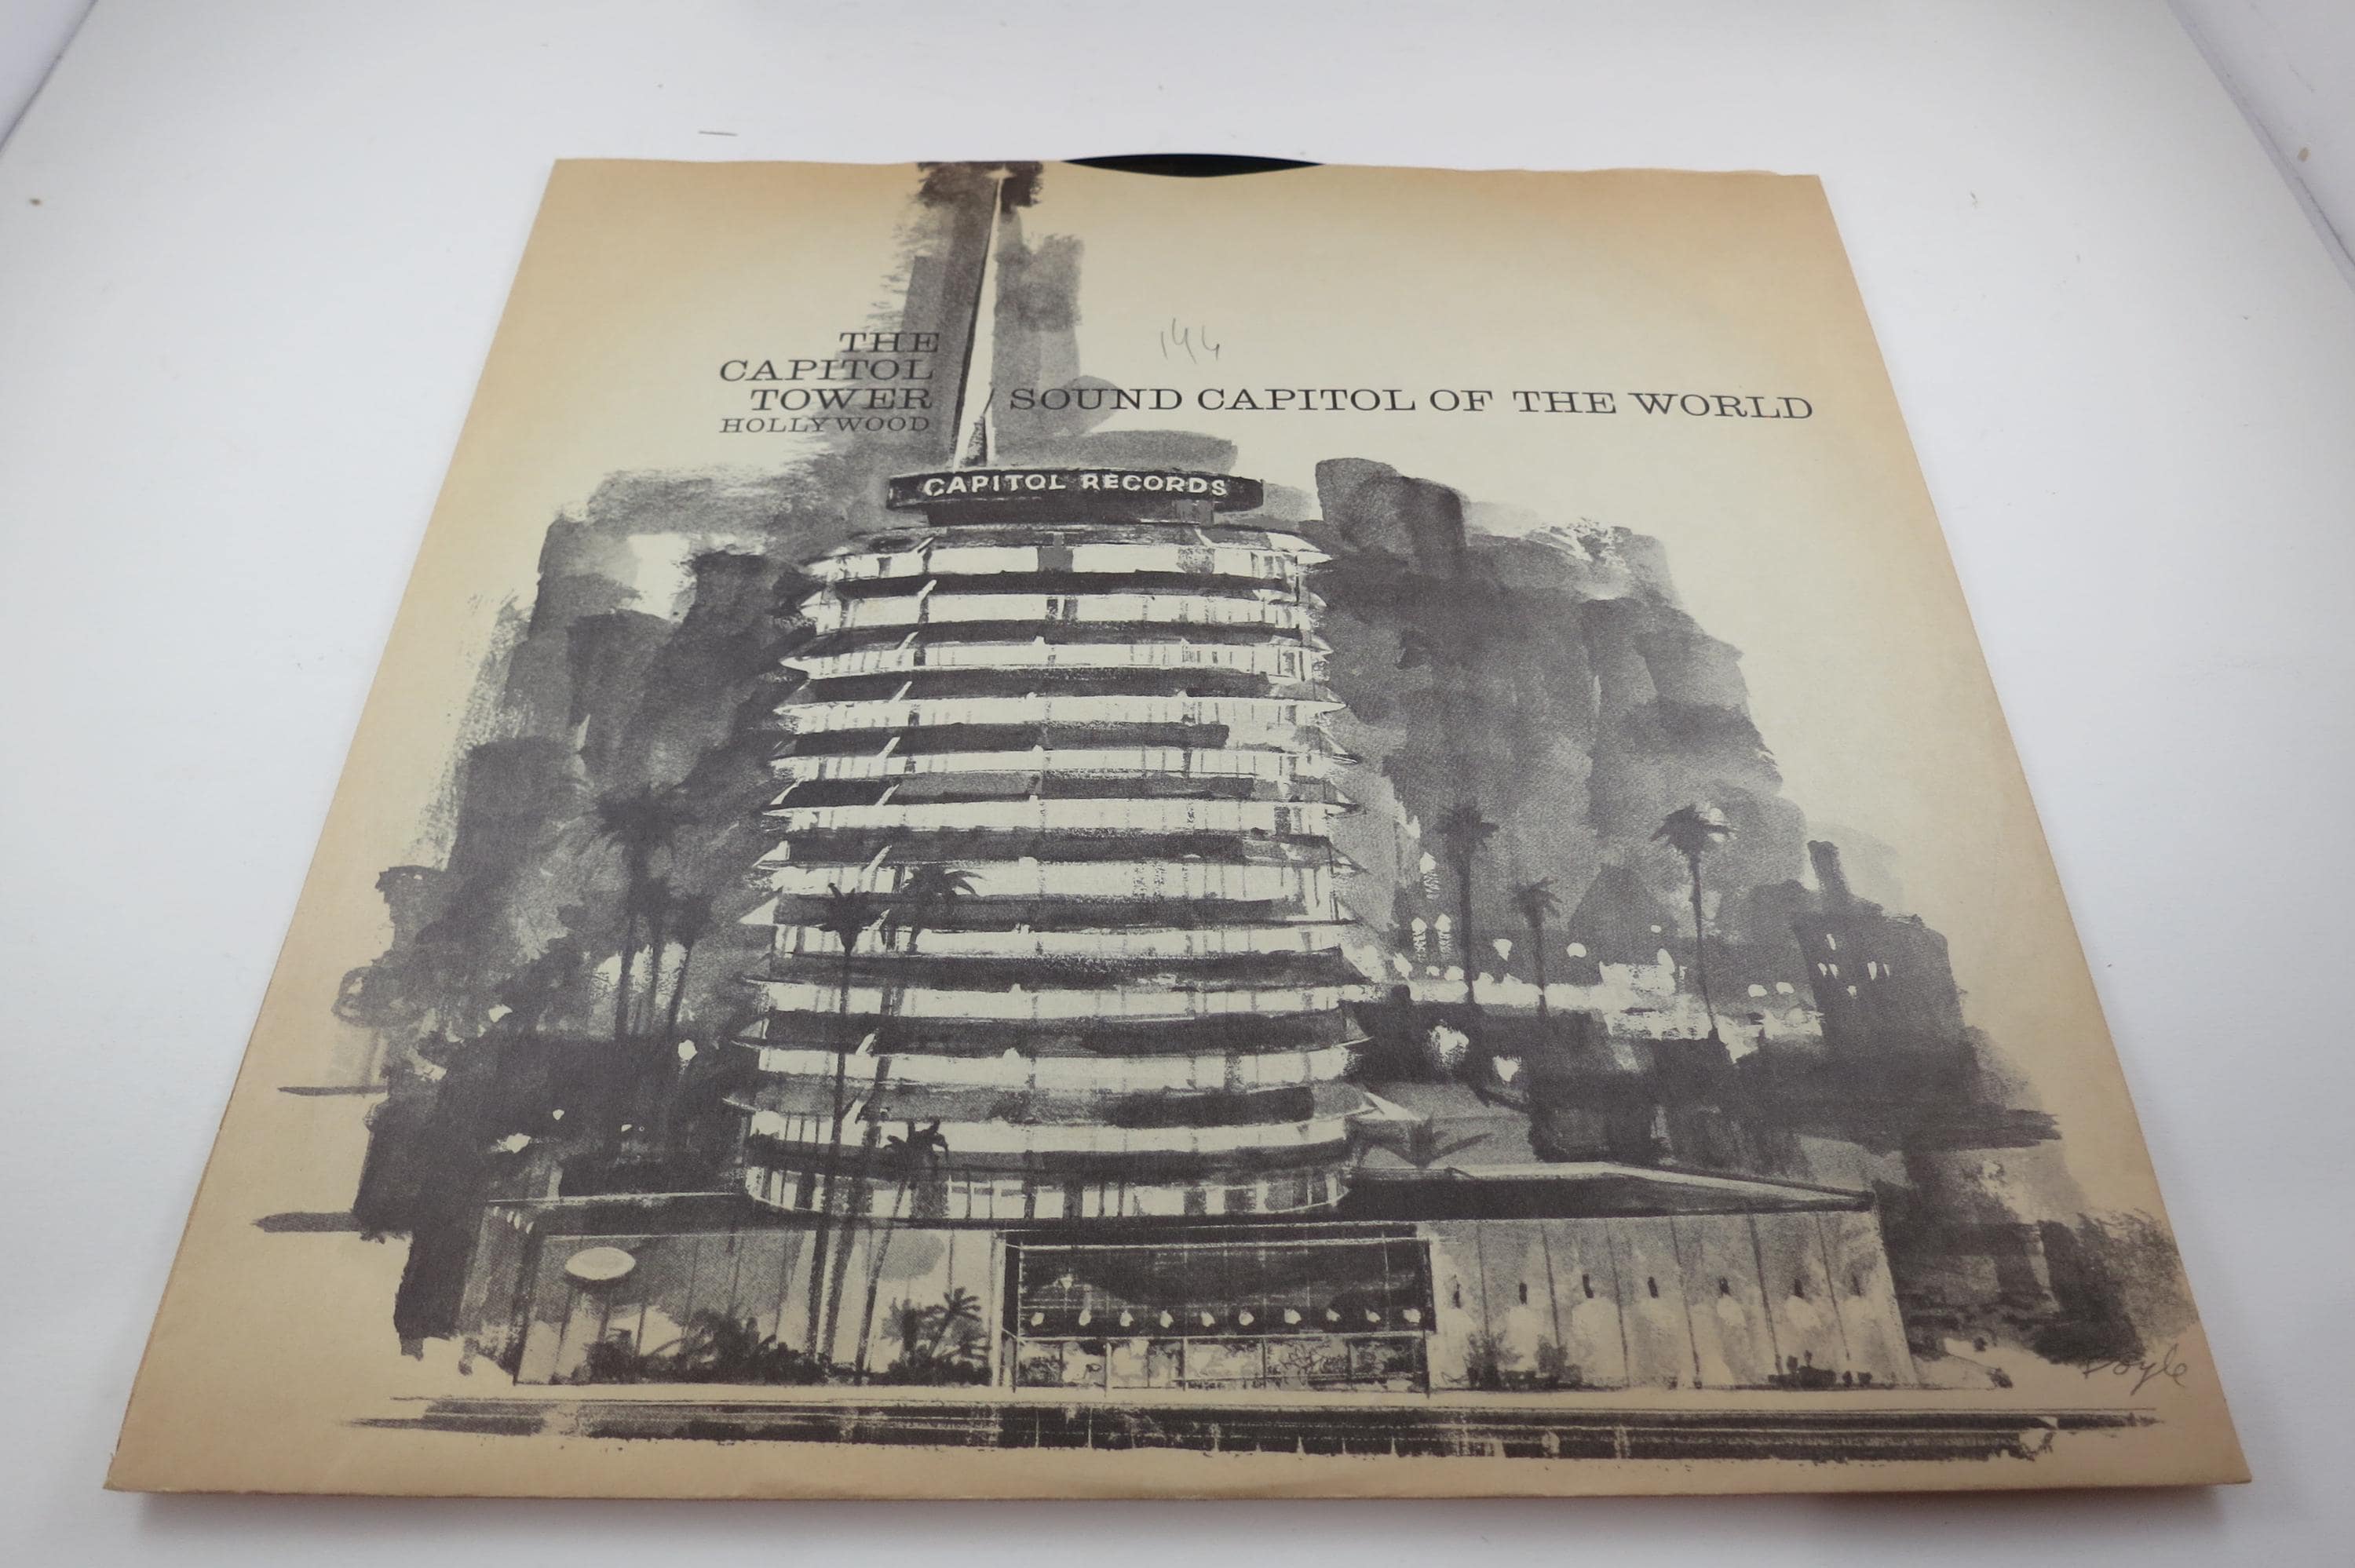 144
THE
CAPITOL
TOWER / SOUND CAPITOL OF THE WORLD
HOLLYWOOD
CAPITOL RECORDS
Doyle